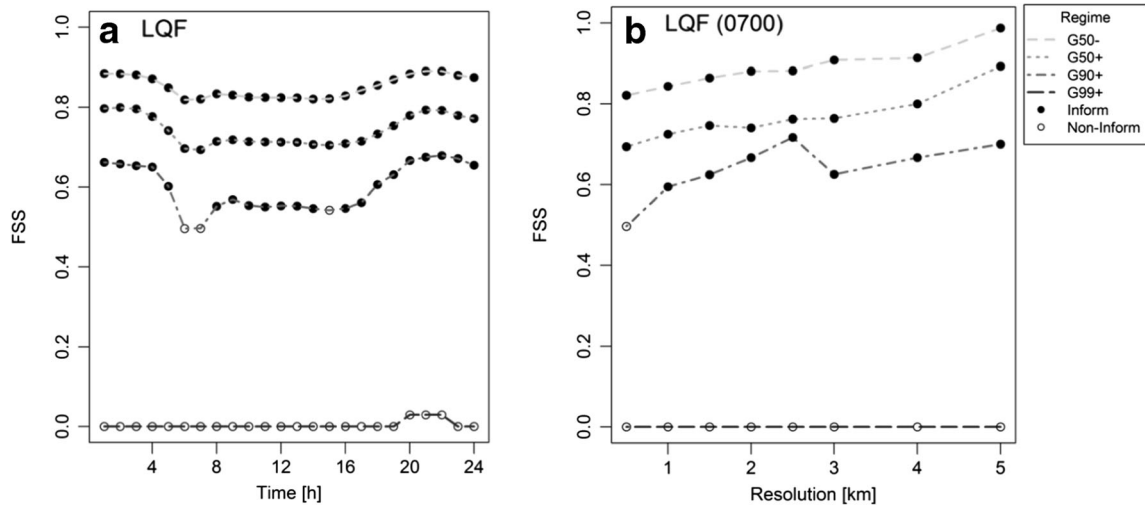 a LQF
FSS
1.0
0.8
0.6
0.4
0.2
0.0
4 8 12 16 20 24
Time [h]
b LQF (0700)
FSS
1.0
0.8
0.6
0.4
0.2
0.0
1 2 3 4 5
Resolution [km]
Regime
G50-
G50+
G90+
G99+
Inform
Non-Inform